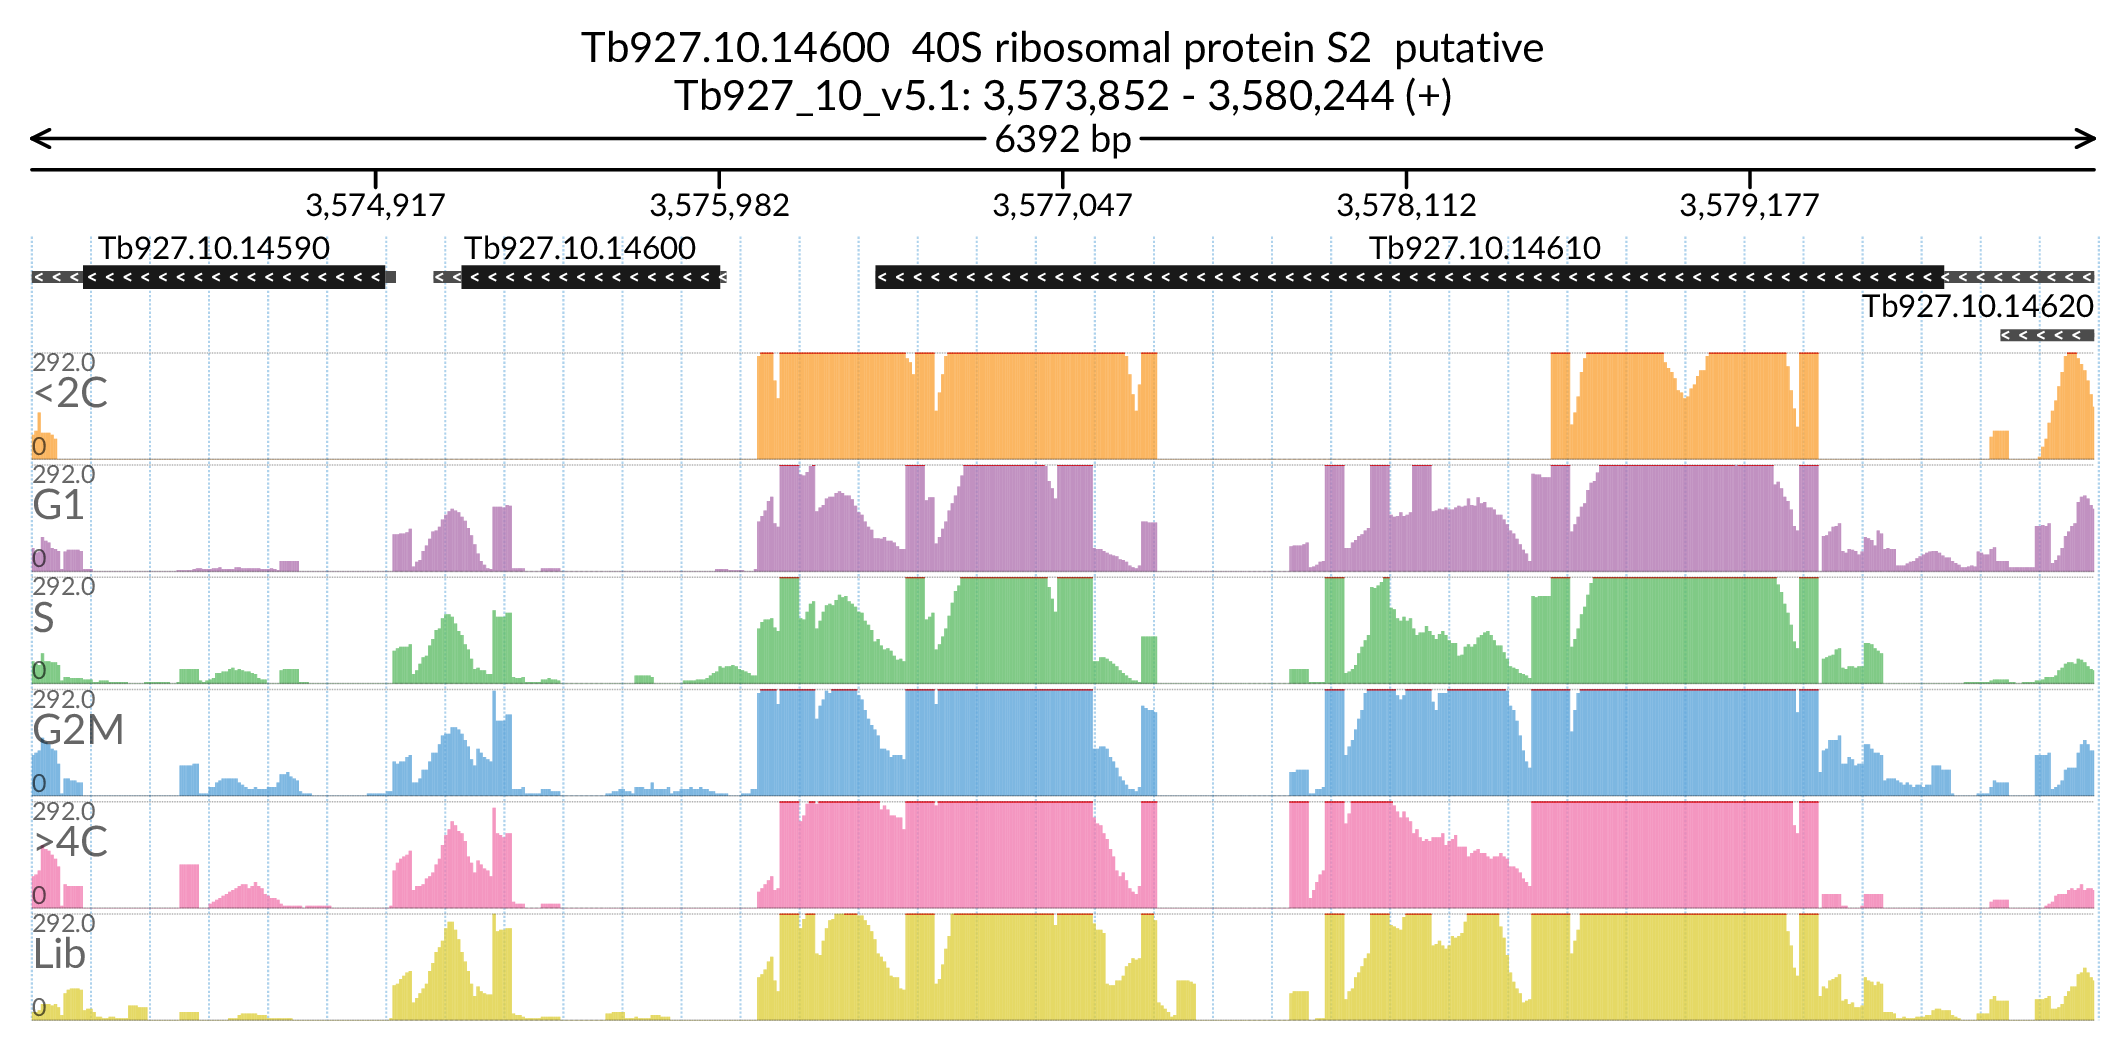 Tb927.10.14600  40S ribosomal protein S2  putative
Tb927_10_v5.1: 3,573,852 - 3,580,244 (+)
6392 bp
3,574,917 3,575,982 3,577,047 3,578,112 3,579,177
Tb927.10.14590 Tb927.10.14600 Tb927.10.14610
Tb927.10.14620
292.0
<2C
0
292.0
G1
0
292.0
S
0
292.0
G2M
0
292.0
>4C
0
292.0
Lib
0